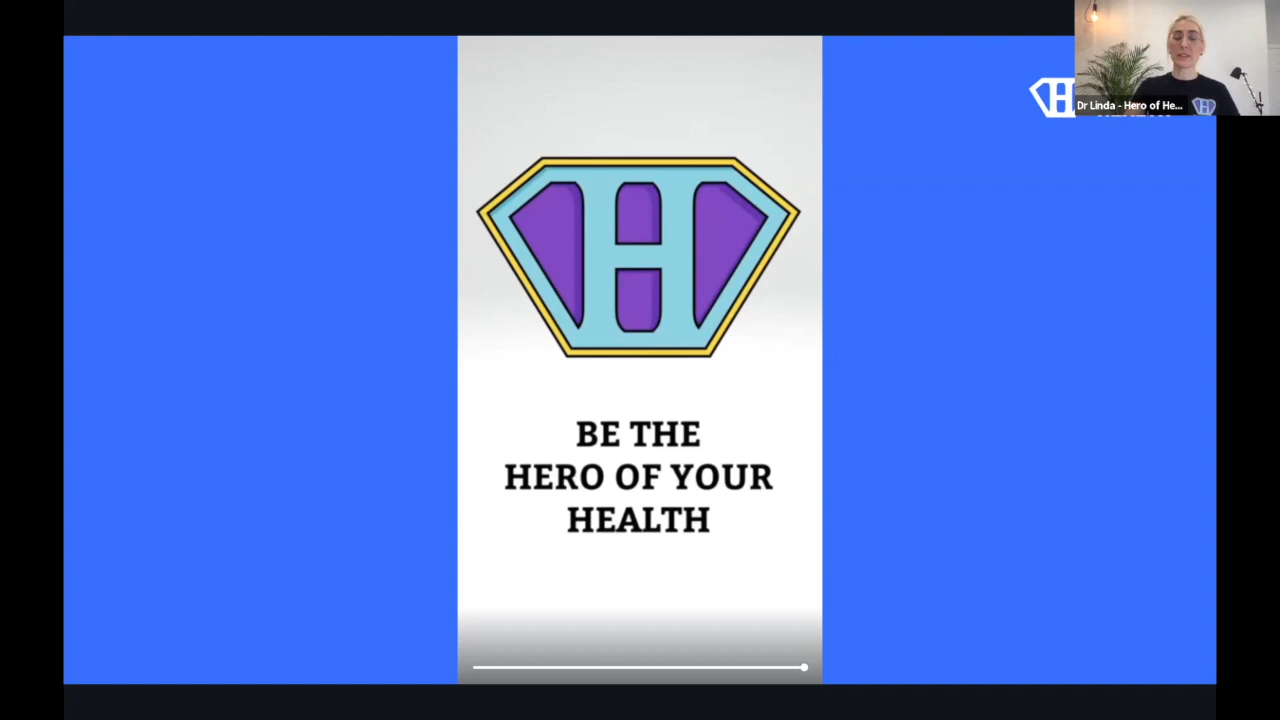 H
BE THE
HERO OF YOUR
HEALTH
H
Dr Linda - Hero of He...
H